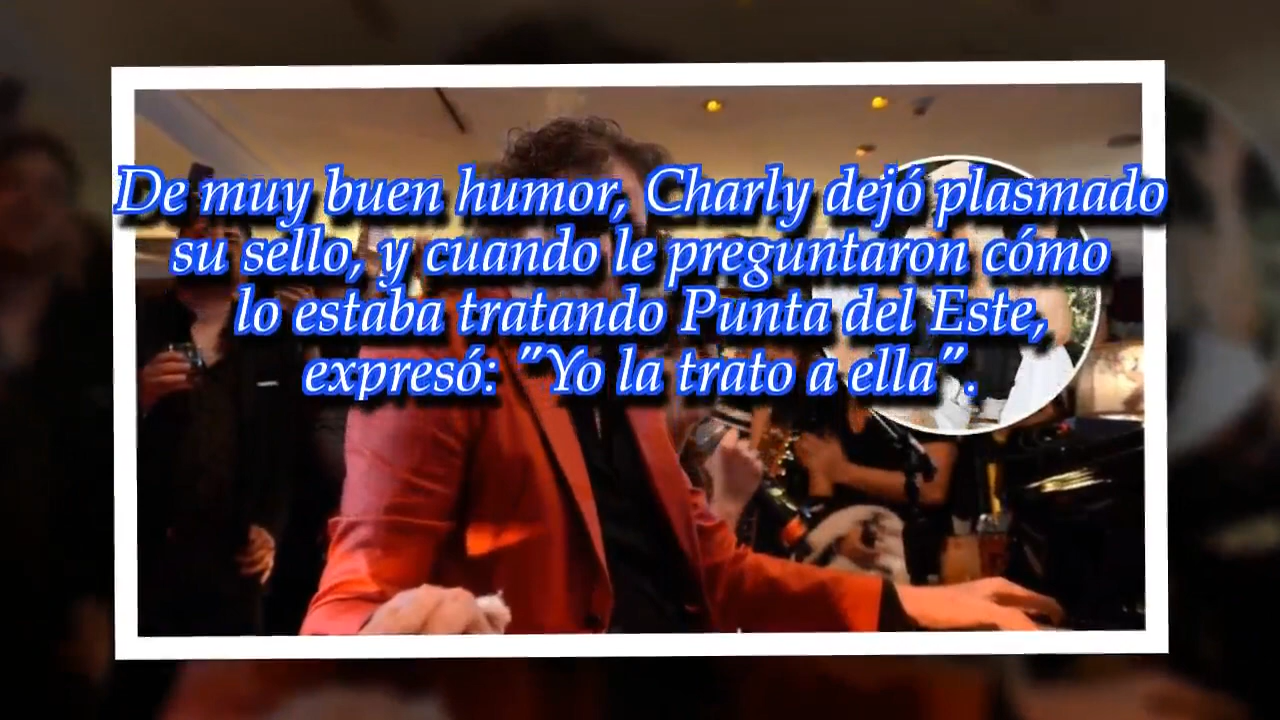 De muy buen humor, Charly dejó plasmado
su sello, y cuando le preguntaron cómo
lo estaba tratando Punta del Este,
expresó: "Yo la trato a ella".